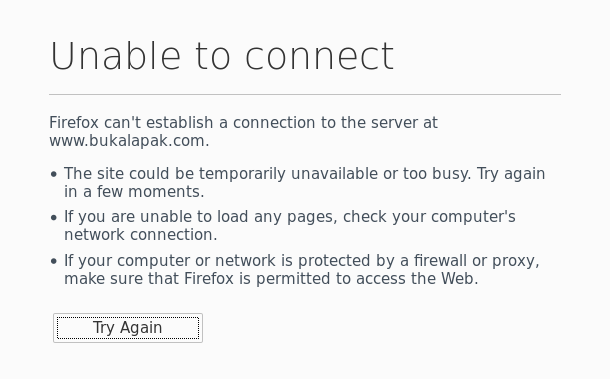 Unable to connect
Firefox can't establish a connection to the server at
www.bukalapak.com.
• The site could be temporarily unavailable or too busy. Try again
in a few moments.
• If you are unable to load any pages, check your computer's
network connection.
• If your computer or network is protected by a firewall or proxy,
make sure that Firefox is permitted to access the Web.
Try Again